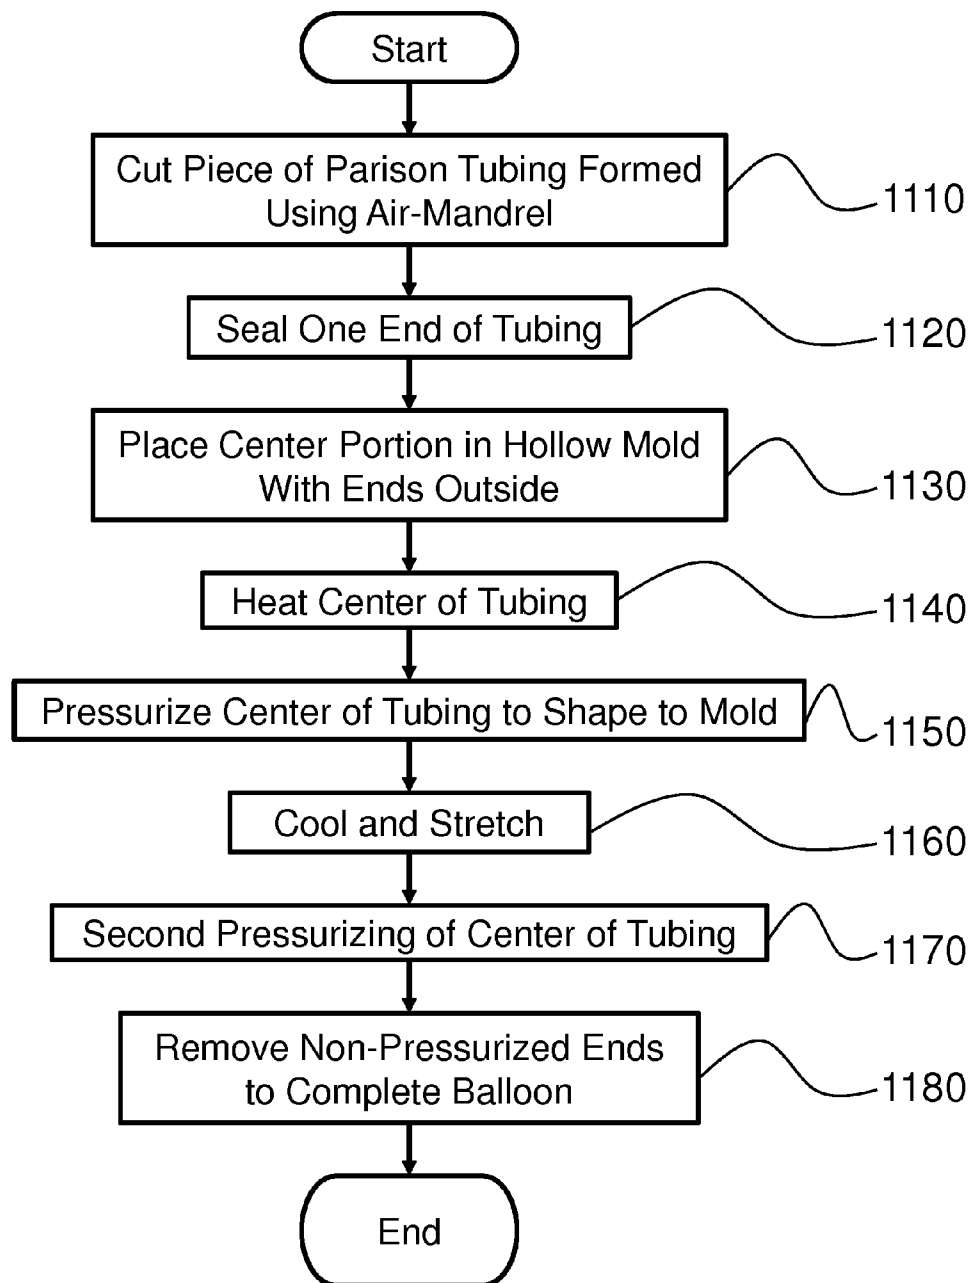 Start
Cut Piece of Parison Tubing Formed
Using Air-Mandrel
1110
Seal One End of Tubing
1120
Place Center Portion in Hollow Mold
With Ends Outside
1130
Heat Center of Tubing
1140
Pressurize Center of Tubing to Shape to Mold
1150
Cool and Stretch
1160
Second Pressurizing of Center of Tubing
1170
Remove Non-Pressurized Ends
to Complete Balloon
1180
End